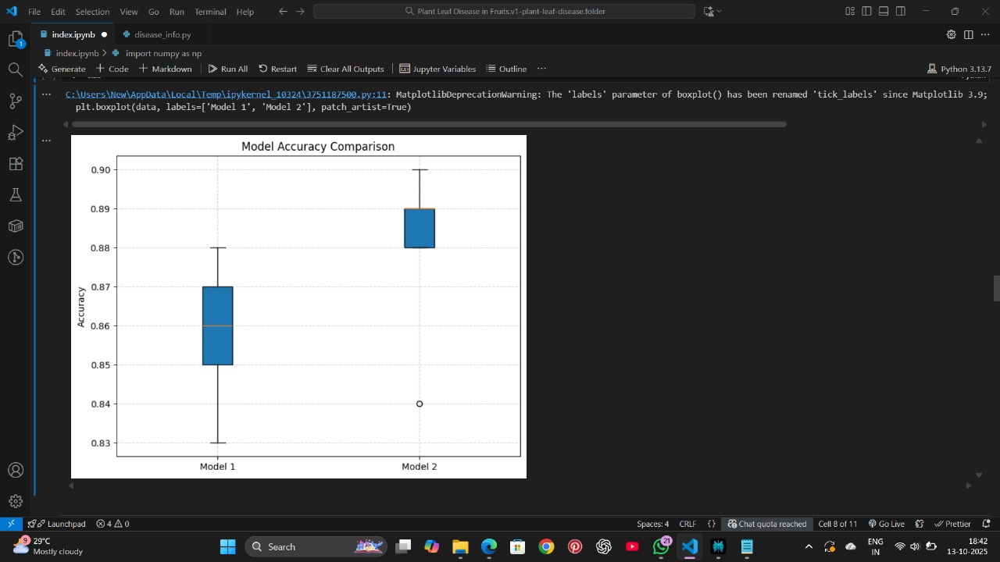 File Edit Selection View Go Run Terminal Help
Plant Leaf Disease in Fruits.v1-plant-leaf-disease.folder
index.ipynb
disease_info.py
index.ipynb > import numpy as np
Generate + Code + Markdown Run All Restart Clear All Outputs Jupyter Variables Outline ...
Python 3.13.7
C:\Users\New\AppData\Local\Temp\ipykernel_10324\3751187500.py:11: MatplotlibDeprecationWarning: The 'labels' parameter of boxplot() has been renamed 'tick_labels' since Matplotlib 3.9;
plt.boxplot(data, labels=['Model 1', 'Model 2'], patch_artist=True)
Model Accuracy Comparison
0.90
0.89
0.88
0.87
0.86
0.85
0.84
0.83
Accuracy
Model 1 Model 2
1
Launchpad 4 0
Spaces: 4 CRLF {} Chat quota reached Cell 8 of 11 Go Live Prettier
9
29°C
Mostly cloudy
Search
21
ENG
IN
18:42
13-10-2025